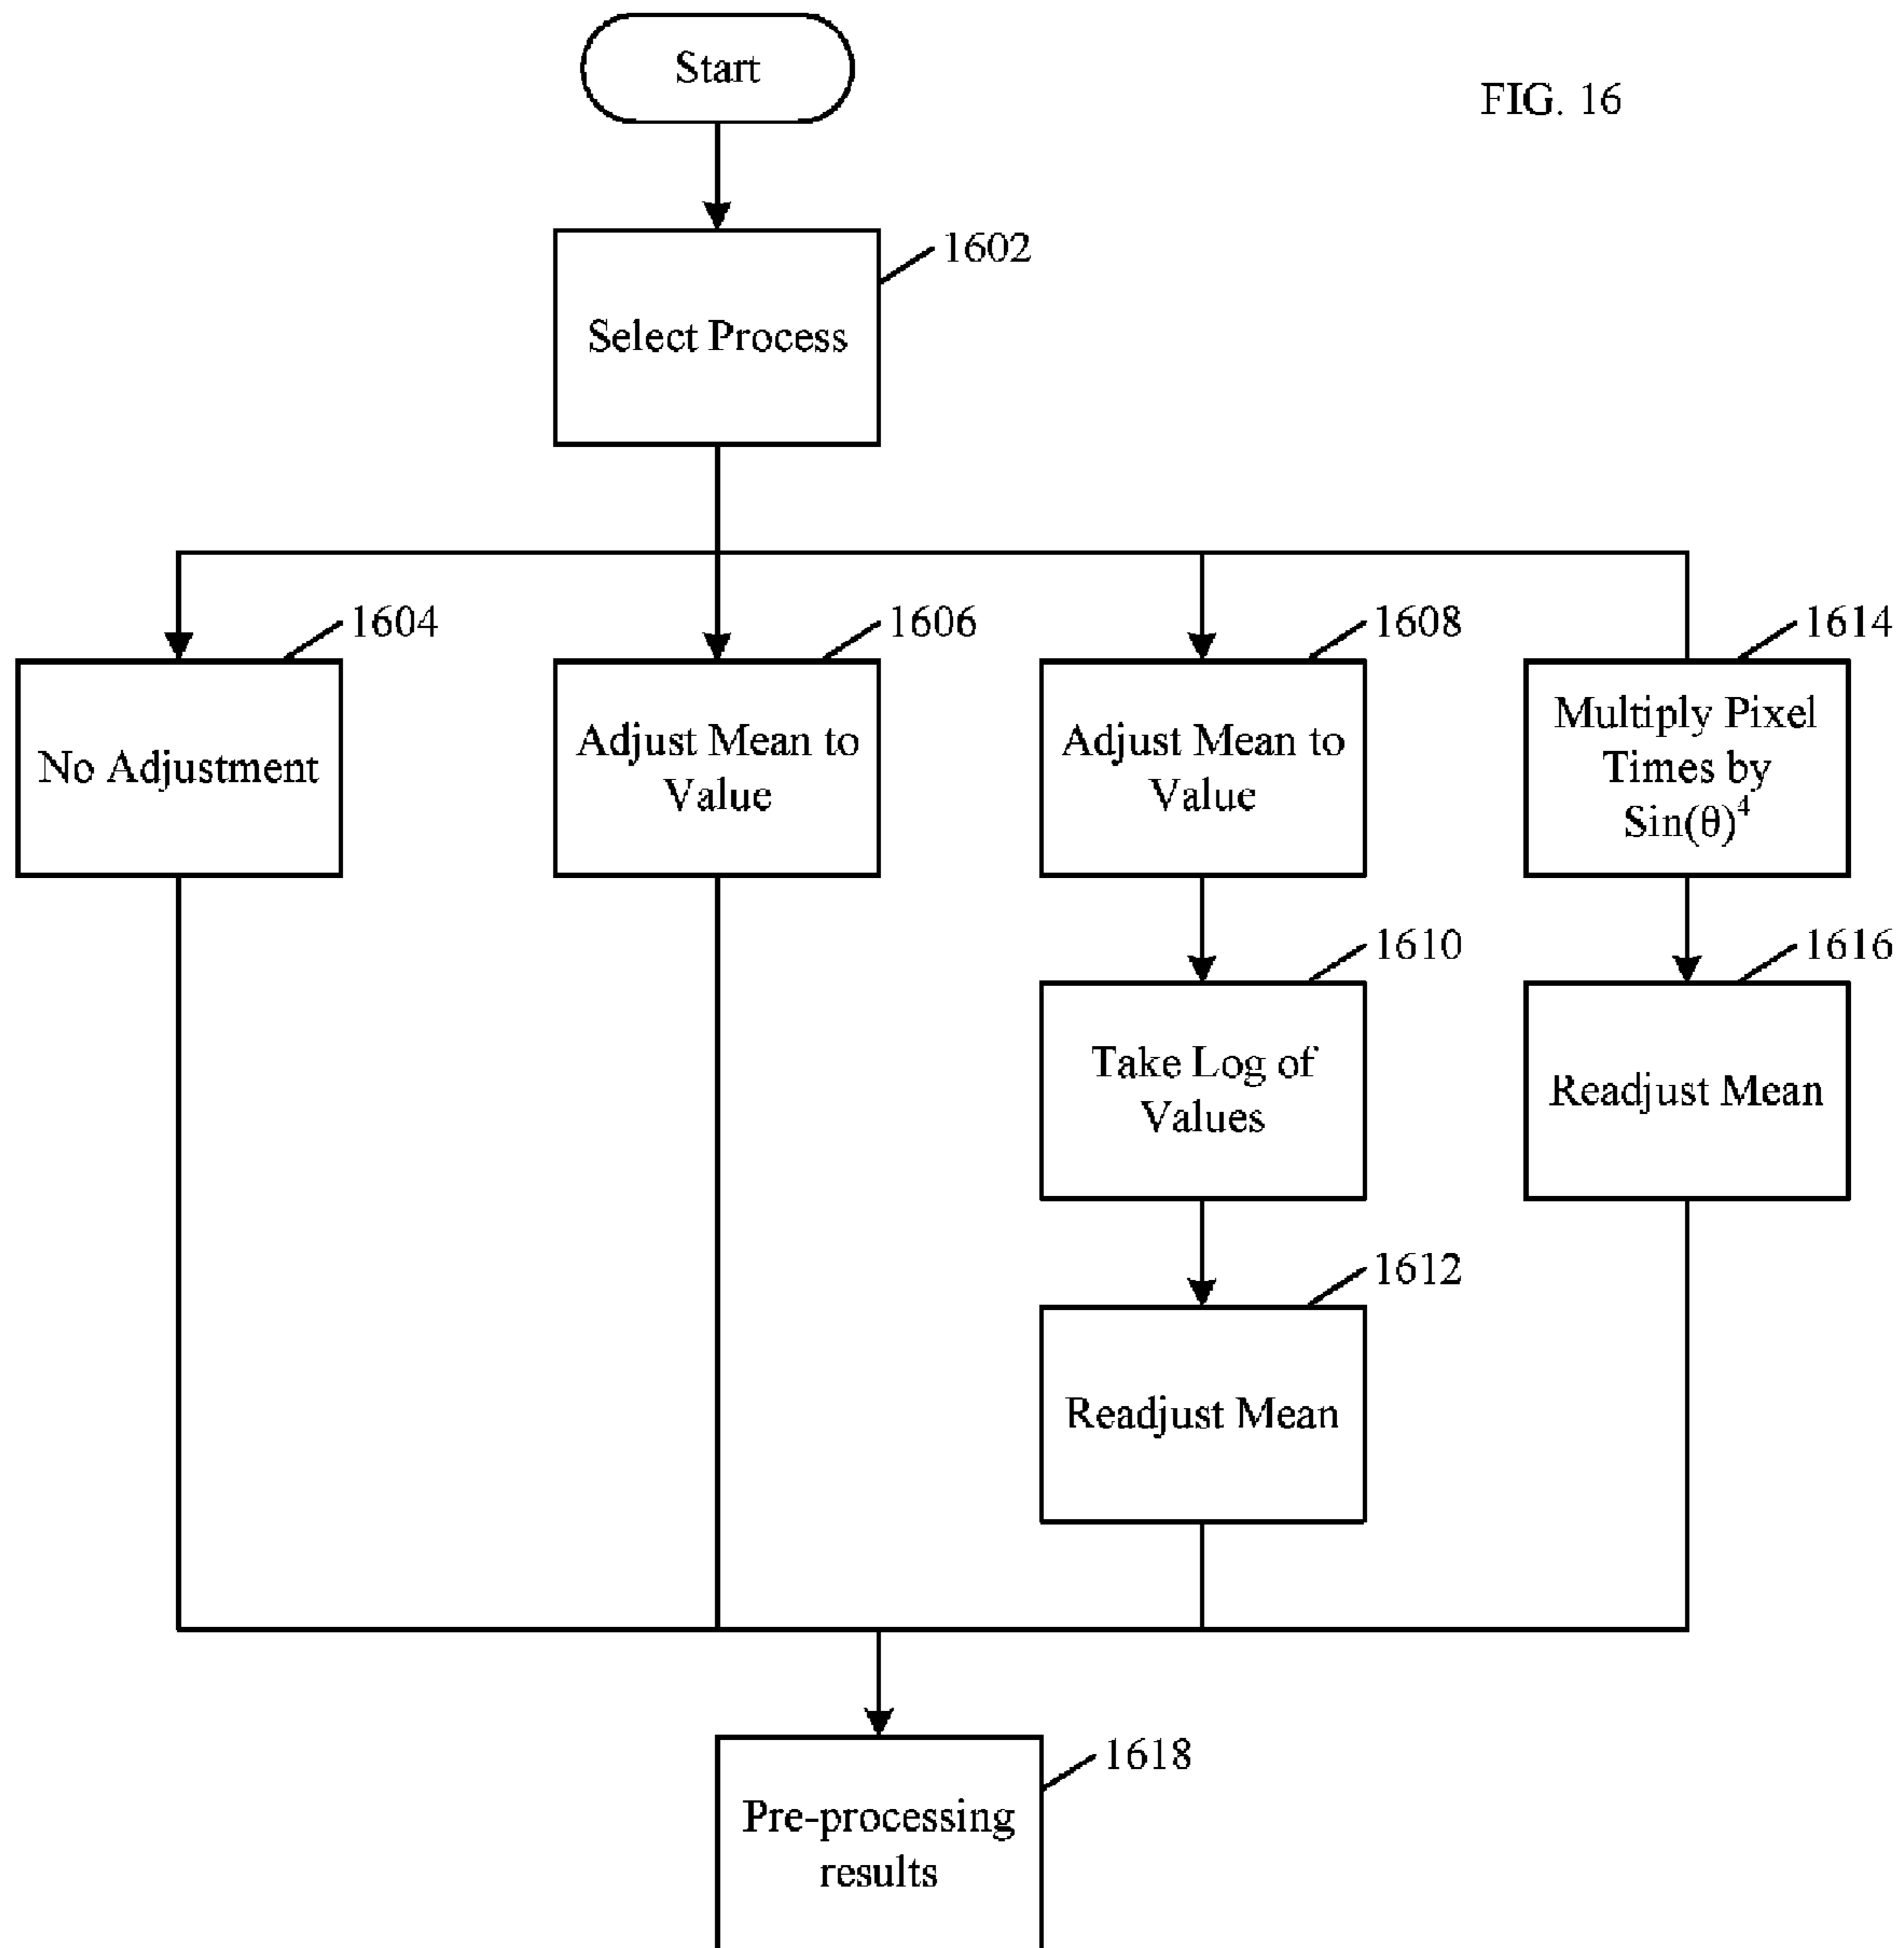 Start
FIG. 16
1602
Select Process
1604
1606
1608
1614
No Adjustment
Adjust Mean to
Value
Adjust Mean to
Value
Multiply Pixel
Times by
Sin(θ)⁴
1610
1616
Take Log of
Values
Readjust Mean
1612
Readjust Mean
1618
Pre-processing
results